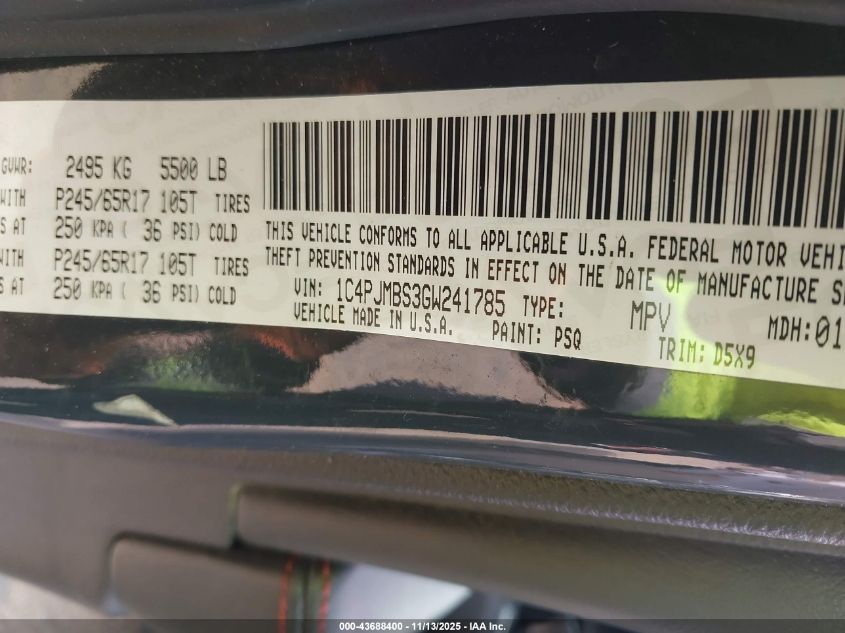 GVWR: 2495 KG 5500 LB
WITH P245/65R17 105T TIRES
S AT 250 KPA ( 36 PSI) COLD
WITH P245/65R17 105T TIRES
S AT 250 KPA ( 36 PSI) COLD
THIS VEHICLE CONFORMS TO ALL APPLICABLE U.S.A. FEDERAL MOTOR VEHI
THEFT PREVENTION STANDARDS IN EFFECT ON THE DATE OF MANUFACTURE S
VIN: 1C4PJMBS3GW241785 TYPE: MPV MDH:01
VEHICLE MADE IN U.S.A. PAINT: PSQ TRIM: D5X9
000-43688400 - 11/13/2025 - IAA, Inc.